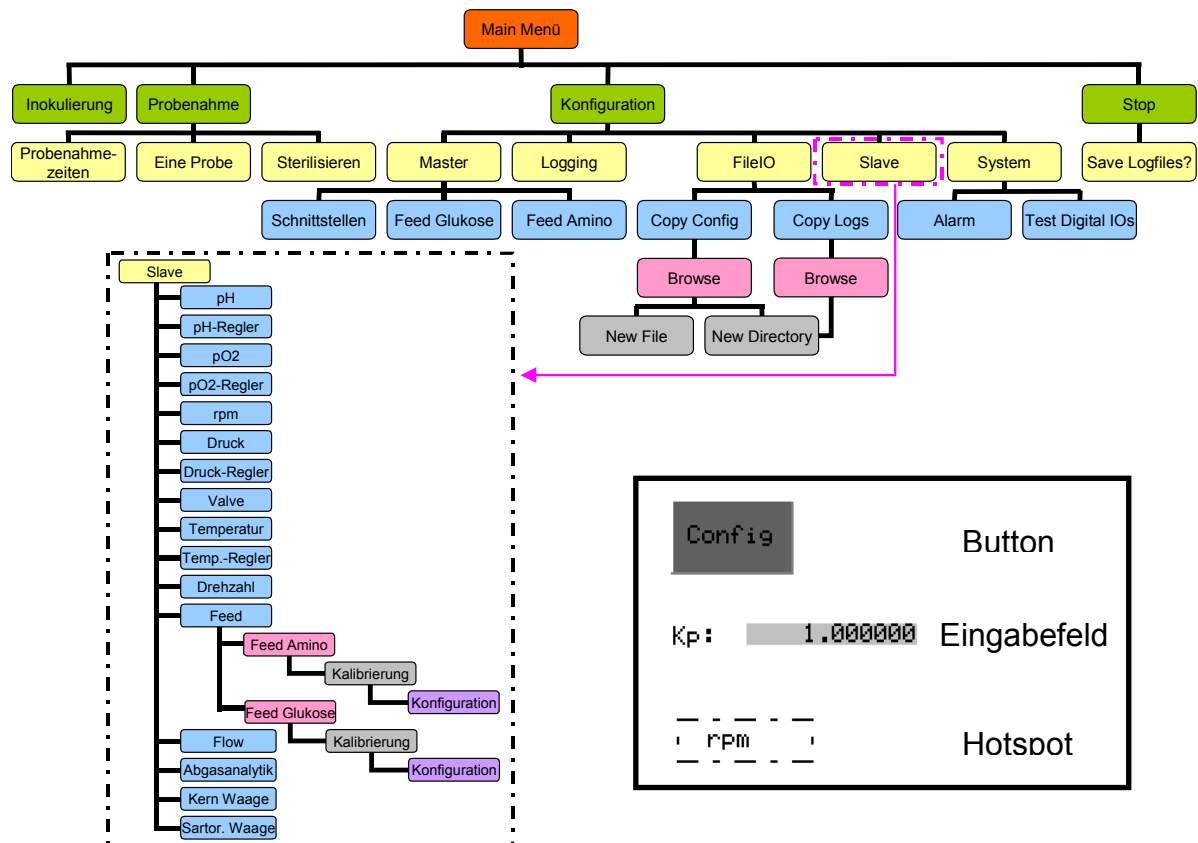 Main Menü
Inokulierung
Probenahme
Konfiguration
Stop
Probenahme-
zeiten
Eine Probe
Sterilisieren
Master
Logging
FileIO
Slave
System
Save Logfiles?
Schnittstellen
Feed Glukose
Feed Amino
Copy Config
Copy Logs
Alarm
Test Digital IOs
Browse
Browse
New File
New Directory
Slave
pH
pH-Regler
pO2
pO2-Regler
rpm
Druck
Druck-Regler
Valve
Temperatur
Temp.-Regler
Drehzahl
Feed
Feed Amino
Kalibrierung
Konfiguration
Feed Glukose
Kalibrierung
Konfiguration
Flow
Abgasanalytik
Kern Waage
Sartor. Waage
Config
Button
Kp: 1.000000
Eingabefeld
rpm
Hotspot